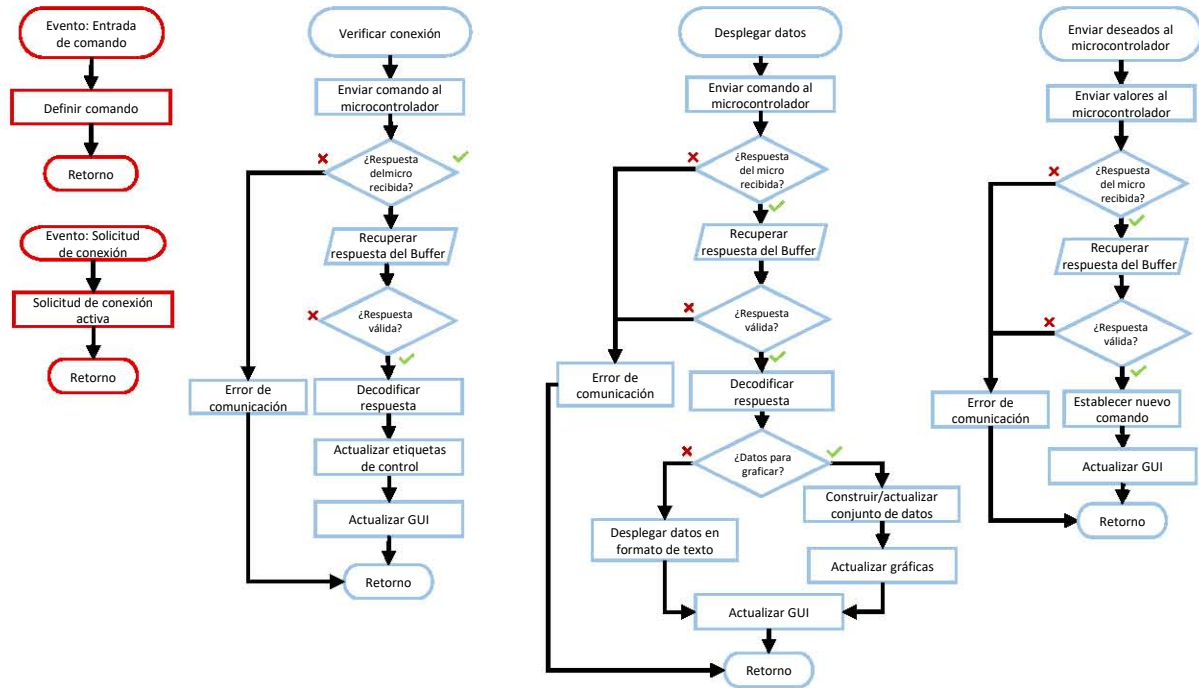 Evento: Entrada
de comando
Definir comando
Retorno
Evento: Solicitud
de conexión
Solicitud de conexión
activa
Retorno
Verificar conexión
Enviar comando al
microcontrolador
¿Respuesta
delmicro
recibida?
Recuperar
respuesta del Buffer
¿Respuesta
válida?
Error de
comunicación
Decodificar
respuesta
Actualizar etiquetas
de control
Actualizar GUI
Retorno
Desplegar datos
Enviar comando al
microcontrolador
¿Respuesta
del micro
recibida?
Recuperar
respuesta del Buffer
¿Respuesta
válida?
Error de
comunicación
Decodificar
respuesta
¿Datos para
graficar?
Desplegar datos en
formato de texto
Construir/actualizar
conjunto de datos
Actualizar gráficas
Actualizar GUI
Retorno
Enviar deseados al
microcontrolador
Enviar valores al
microcontrolador
¿Respuesta
del micro
recibida?
Recuperar
respuesta del Buffer
¿Respuesta
válida?
Error de
comunicación
Establecer nuevo
comando
Actualizar GUI
Retorno